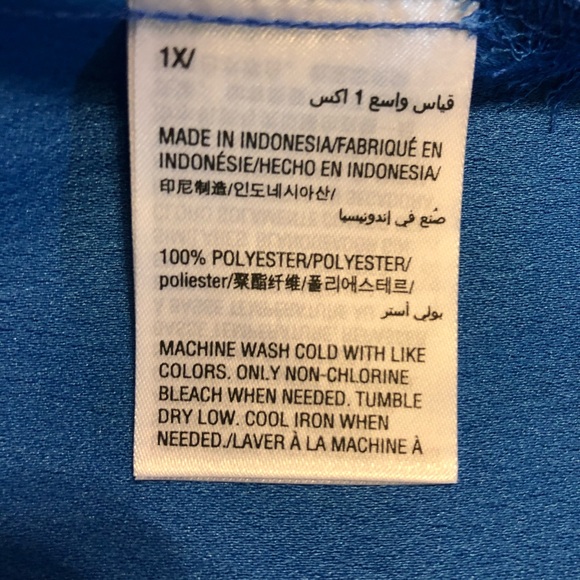 1X/
قياس واسع 1 اكس
MADE IN INDONESIA/FABRIQUÉ EN
INDONÉSIE/HECHO EN INDONESIA/
印尼制造/인도네시아산/
صُنع في إندونيسيا
100% POLYESTER/POLYESTER/
poliester/聚酯纤维/폴리에스테르/
بولي أستر
MACHINE WASH COLD WITH LIKE
COLORS. ONLY NON-CHLORINE
BLEACH WHEN NEEDED. TUMBLE
DRY LOW. COOL IRON WHEN
NEEDED./LAVER À LA MACHINE À